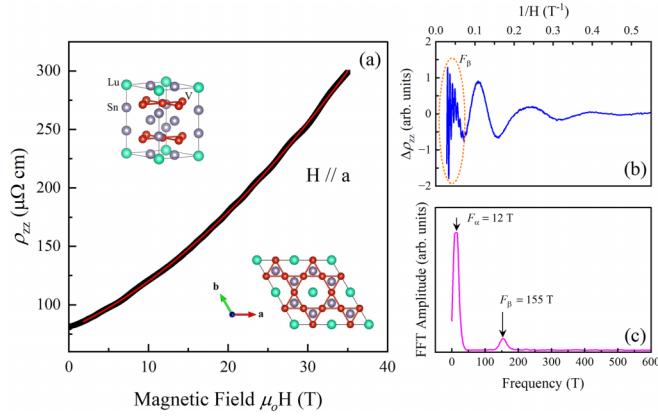 (a)
Lu
V
Sn
H // a
b
a
300
250
200
150
100
ρzz (μΩ cm)
0
10
20
30
40
Magnetic Field μoH (T)
1/H (T-1)
0.0
0.1
0.2
0.3
0.4
0.5
Fβ
2
1
0
−1
−2
Δρzz (arb. units)
(b)
Fα = 12 T
Fβ = 155 T
FFT Amplitude (arb. units)
(c)
0
100
200
300
400
500
600
Frequency (T)